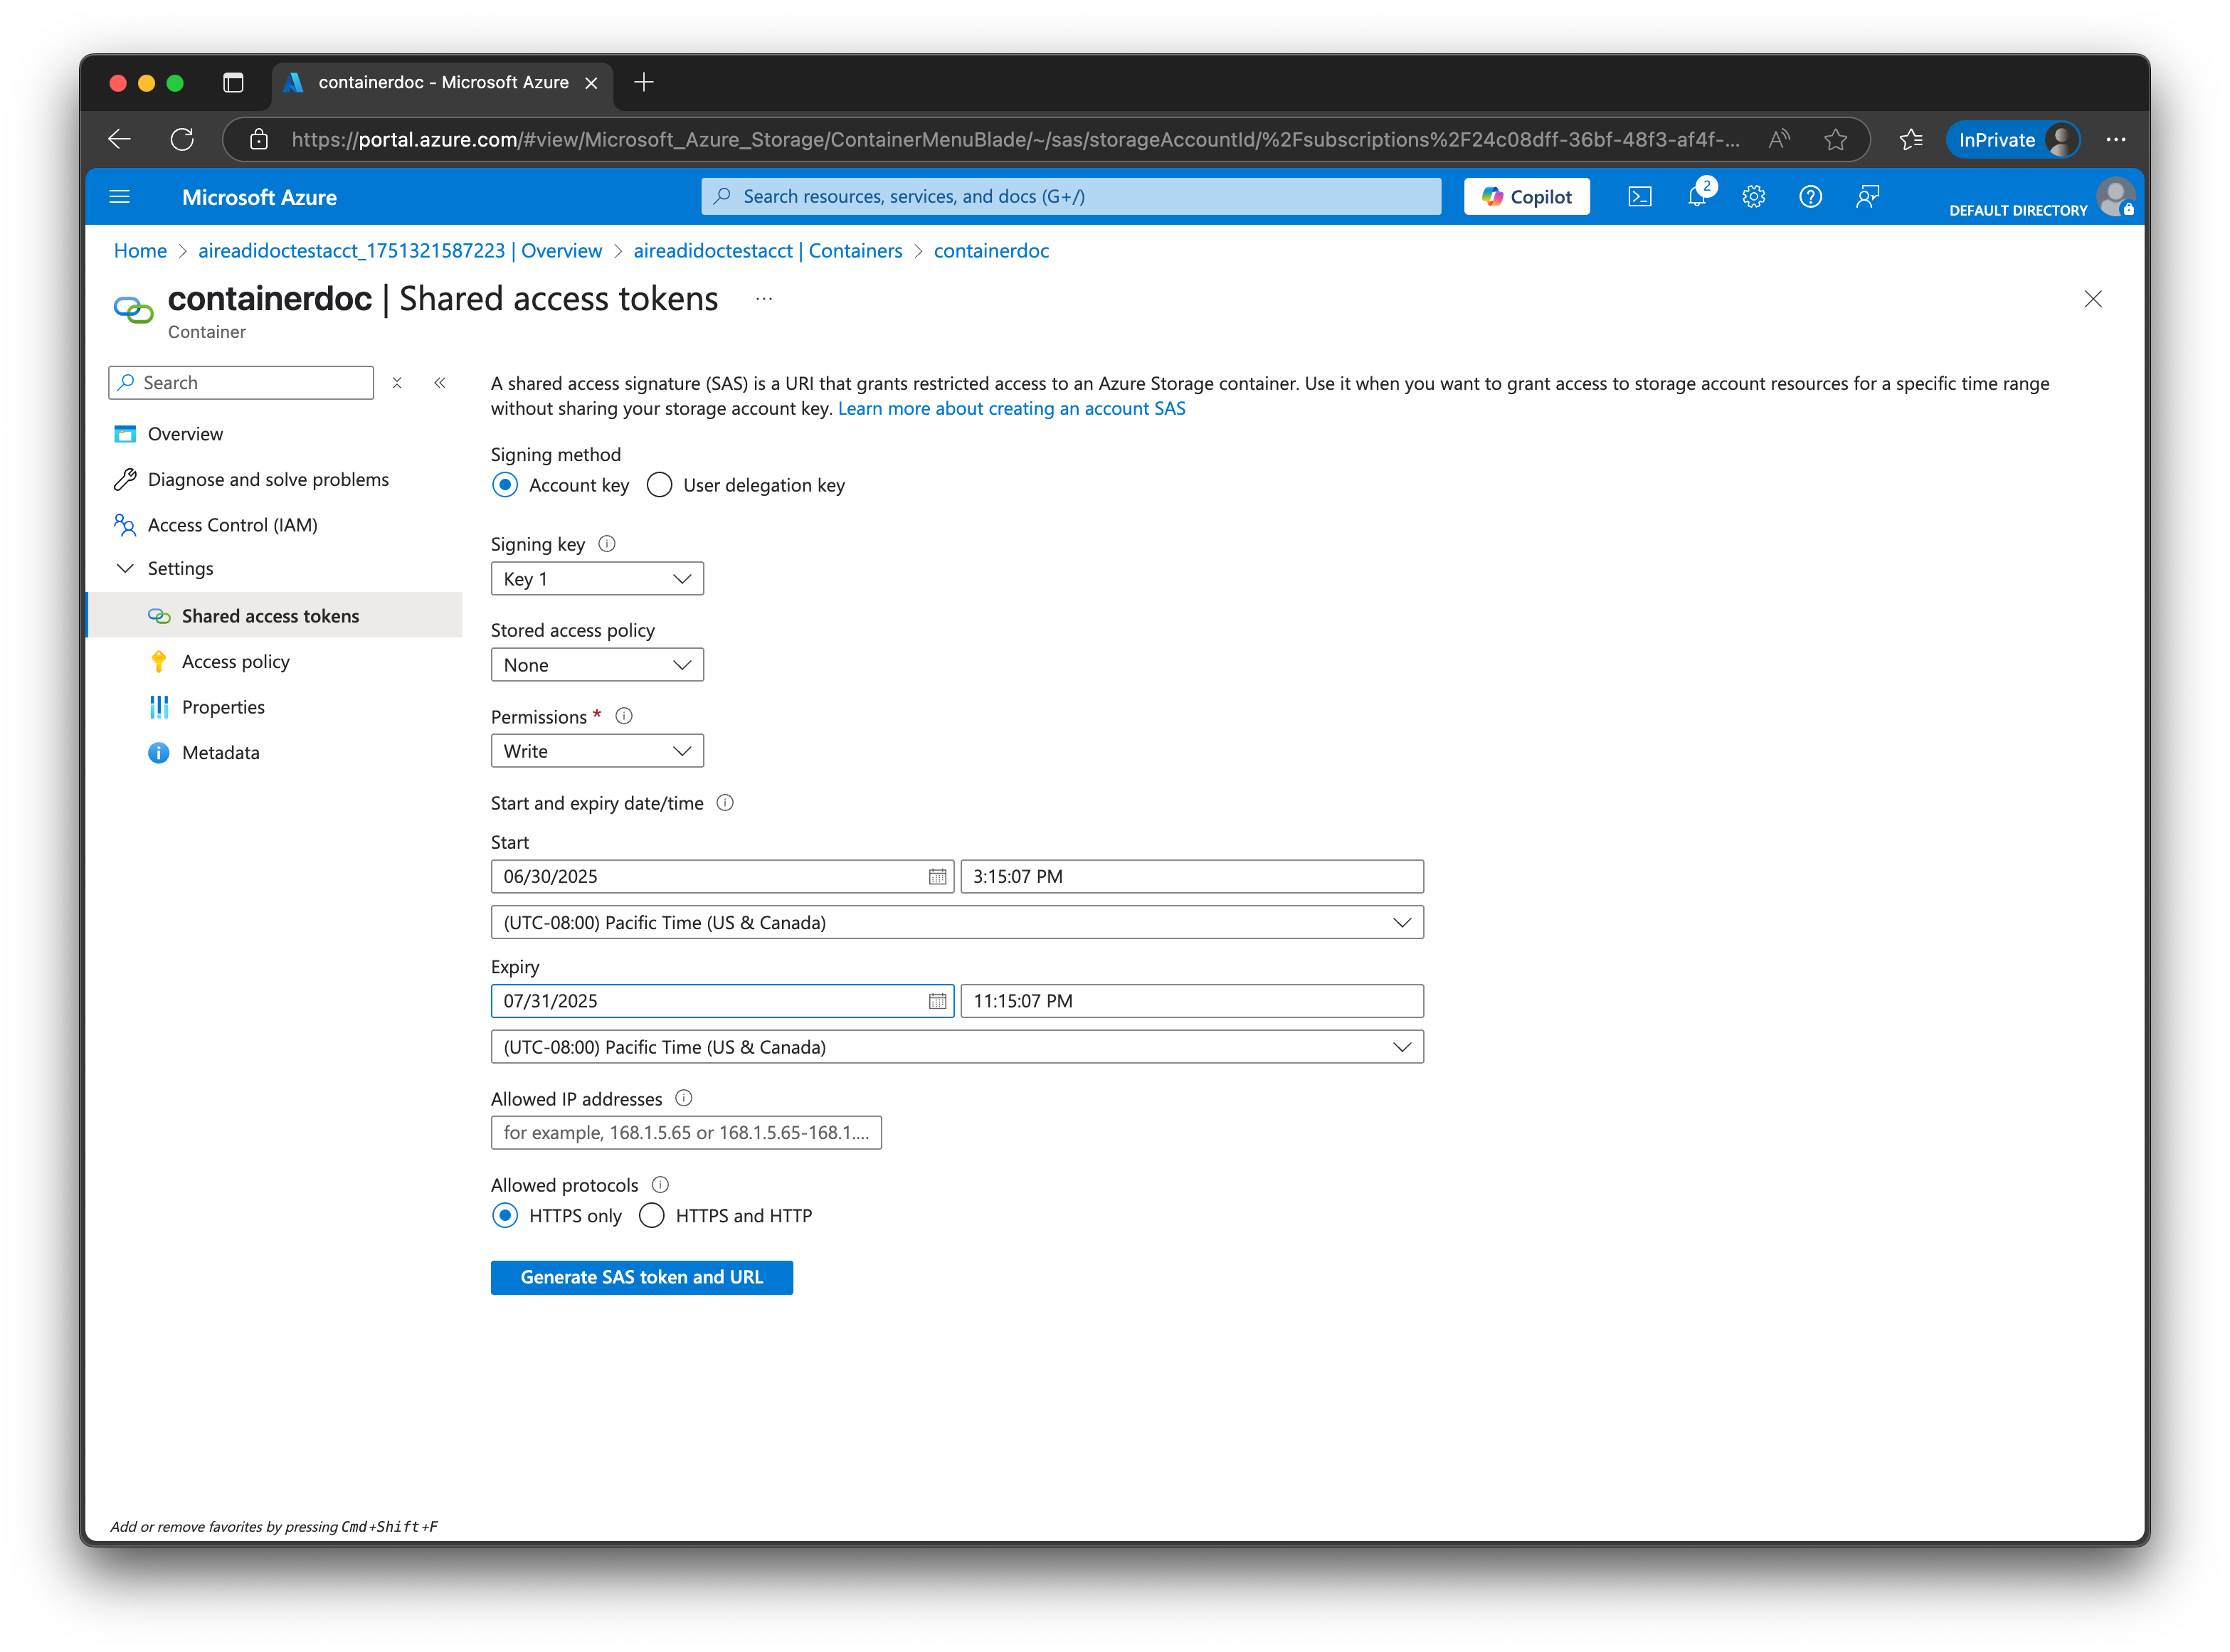 containerdoc - Microsoft Azure
https://portal.azure.com/#view/Microsoft_Azure_Storage/ContainerMenuBlade/~/sas/storageAccountId/%2Fsubscriptions%2F24c08dff-36bf-48f3-af4f-...
InPrivate
Microsoft Azure
Search resources, services, and docs (G+/)
Copilot
2
DEFAULT DIRECTORY
Home > aireadidoctestacct_1751321587223 | Overview > aireadidoctestacct | Containers > containerdoc
containerdoc | Shared access tokens ...
Container
Search
Overview
Diagnose and solve problems
Access Control (IAM)
Settings
Shared access tokens
Access policy
Properties
Metadata
A shared access signature (SAS) is a URI that grants restricted access to an Azure Storage container. Use it when you want to grant access to storage account resources for a specific time range
without sharing your storage account key. Learn more about creating an account SAS
Signing method
Account key User delegation key
Signing key
Key 1
Stored access policy
None
Permissions *
Write
Start and expiry date/time
Start
06/30/2025 3:15:07 PM
(UTC-08:00) Pacific Time (US & Canada)
Expiry
07/31/2025 11:15:07 PM
(UTC-08:00) Pacific Time (US & Canada)
Allowed IP addresses
for example, 168.1.5.65 or 168.1.5.65-168.1....
Allowed protocols
HTTPS only HTTPS and HTTP
Generate SAS token and URL
Add or remove favorites by pressing Cmd+Shift+F